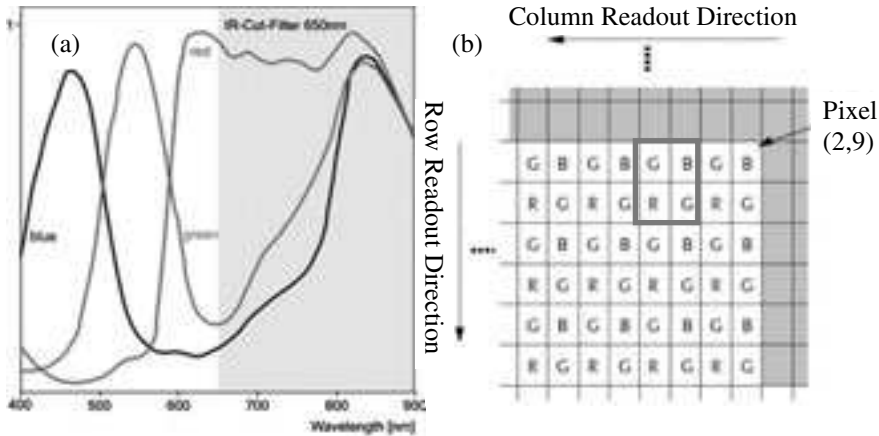 1
(a)
IR-Cut-Filter 650nm
red
blue
green
400 500 600 700 800 900
Wavelength [nm]
(b)
Column Readout Direction
Row Readout Direction
Pixel
(2,9)
G B G B G B G B
R G R G R G R G
G B G B G B G B
R G R G R G R G
G B G B G B G B
R G R G R G R G